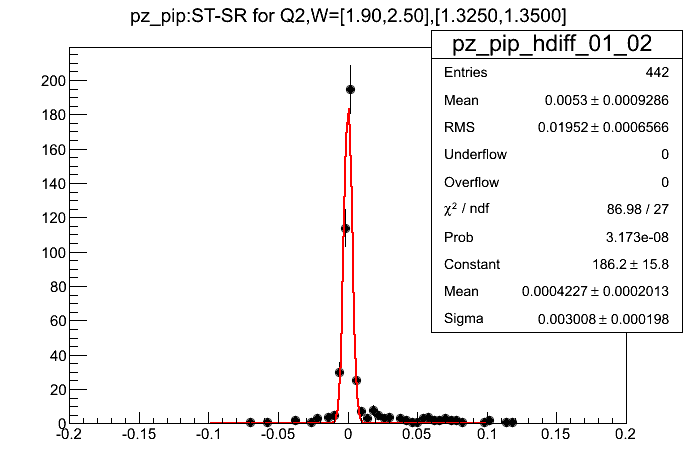 pz_pip:ST-SR for Q2,W=[1.90,2.50],[1.3250,1.3500]
pz_pip_hdiff_01_02
Entries 442
Mean 0.0053 ± 0.0009286
RMS 0.01952 ± 0.0006566
Underflow 0
Overflow 0
χ² / ndf 86.98 / 27
Prob 3.173e-08
Constant 186.2 ± 15.8
Mean 0.0004227 ± 0.0002013
Sigma 0.003008 ± 0.000198
200
180
160
140
120
100
80
60
40
20
0
-0.2 -0.15 -0.1 -0.05 0 0.05 0.1 0.15 0.2